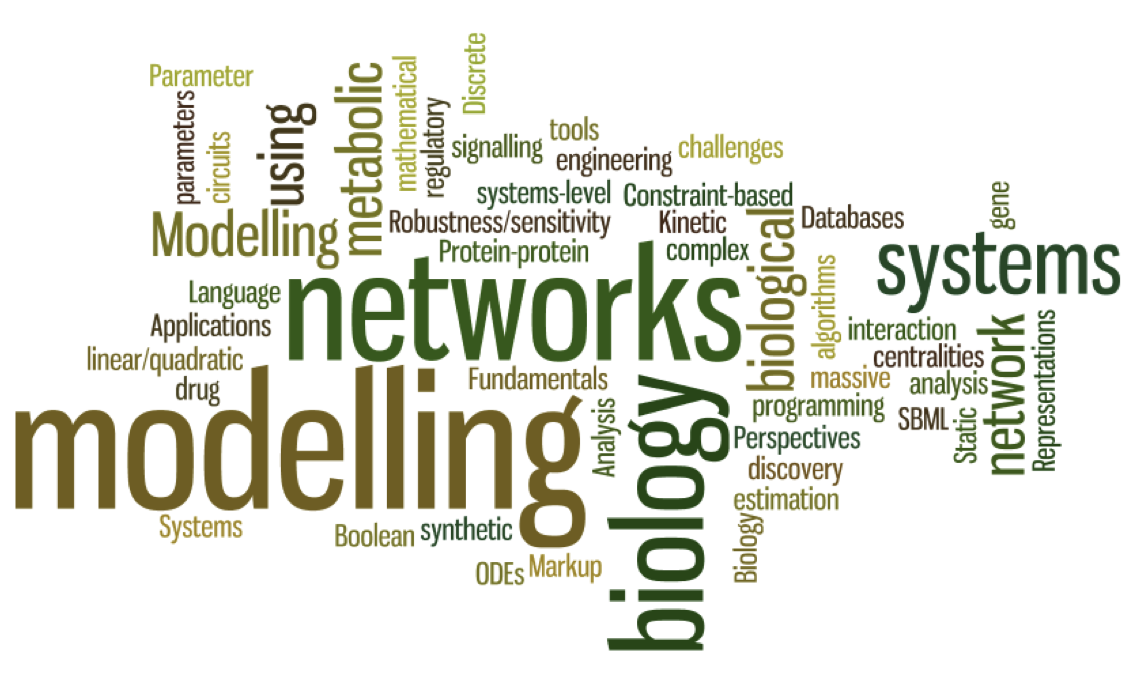 Discrete
Parameter
metabolic
mathematical
parameters
using
regulatory
circuits
tools
signalling
engineering
challenges
systems-level
Constraint-based
gene
Modelling
Robustness/sensitivity
Kinetic
biological
Databases
Protein-protein
complex
systems
networks
algorithms
Language
Applications
interaction
network
Representations
linear/quadratic
centralities
drug
Fundamentals
massive
analysis
modelling
biology
Analysis
programming
SBML
Static
Perspectives
discovery
estimation
Systems
Boolean
synthetic
Biology
ODEs
Markup